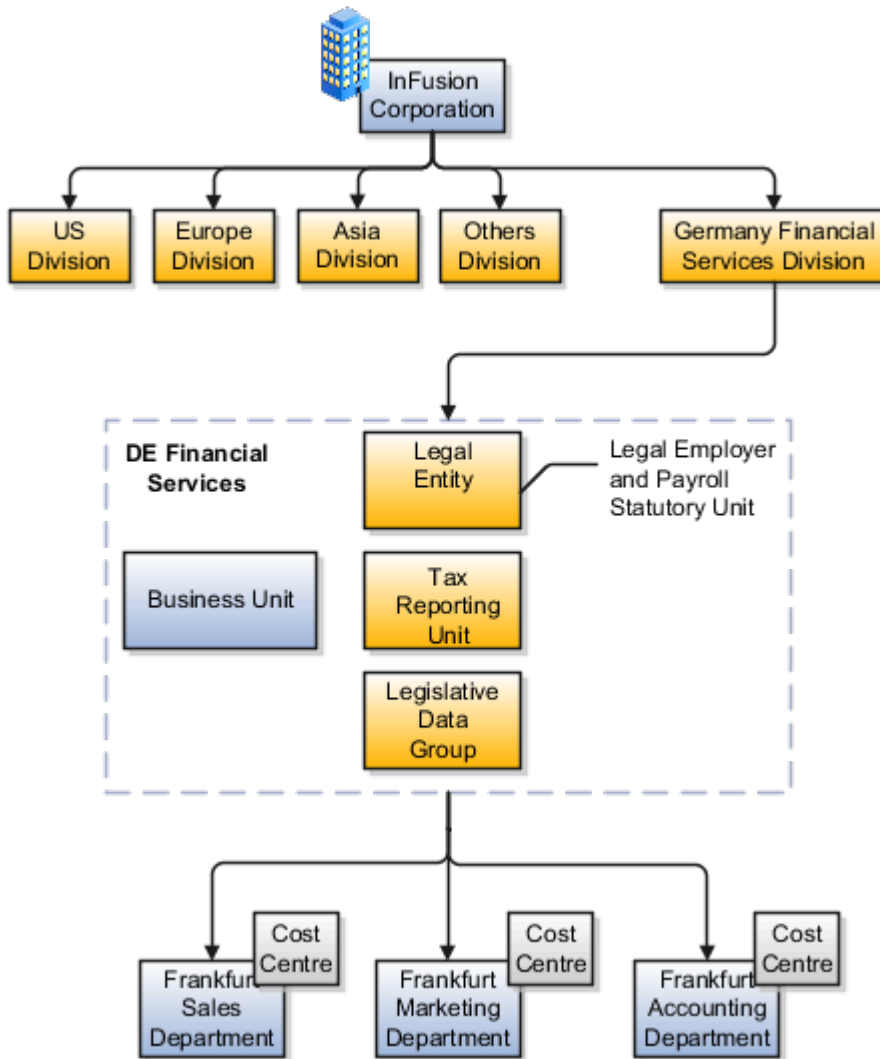 InFusion
Corporation
US
Division
Europe
Division
Asia
Division
Others
Division
Germany Financial
Services Division
DE Financial
Services
Legal
Entity
Legal Employer
and Payroll
Statutory Unit
Business Unit
Tax
Reporting
Unit
Legislative
Data
Group
Cost
Centre
Frankfurt
Sales
Department
Cost
Centre
Frankfurt
Marketing
Department
Cost
Centre
Frankfurt
Accounting
Department